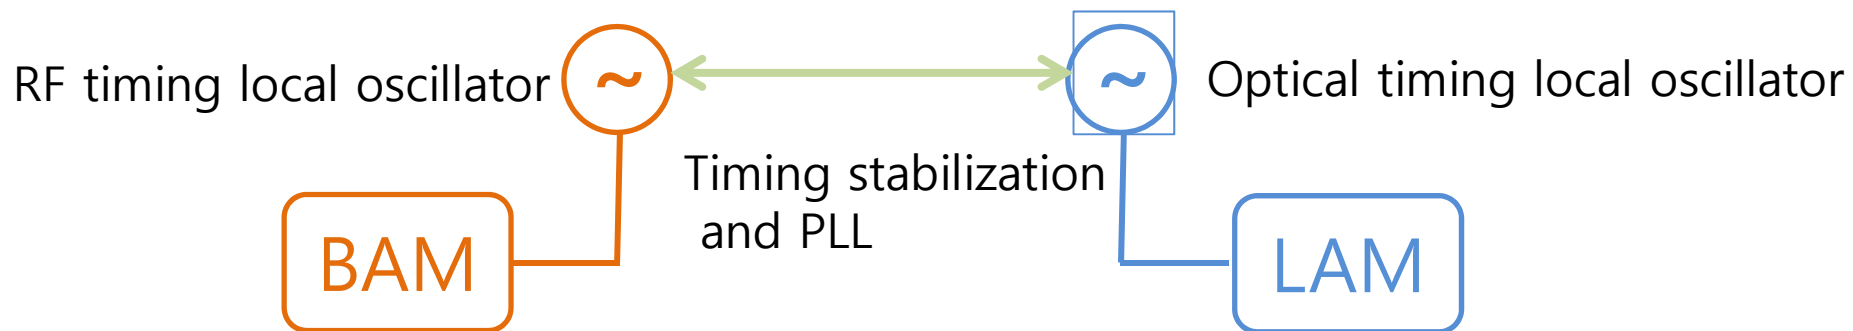 RF timing local oscillator
~
~
Optical timing local oscillator
Timing stabilization
and PLL
BAM
LAM